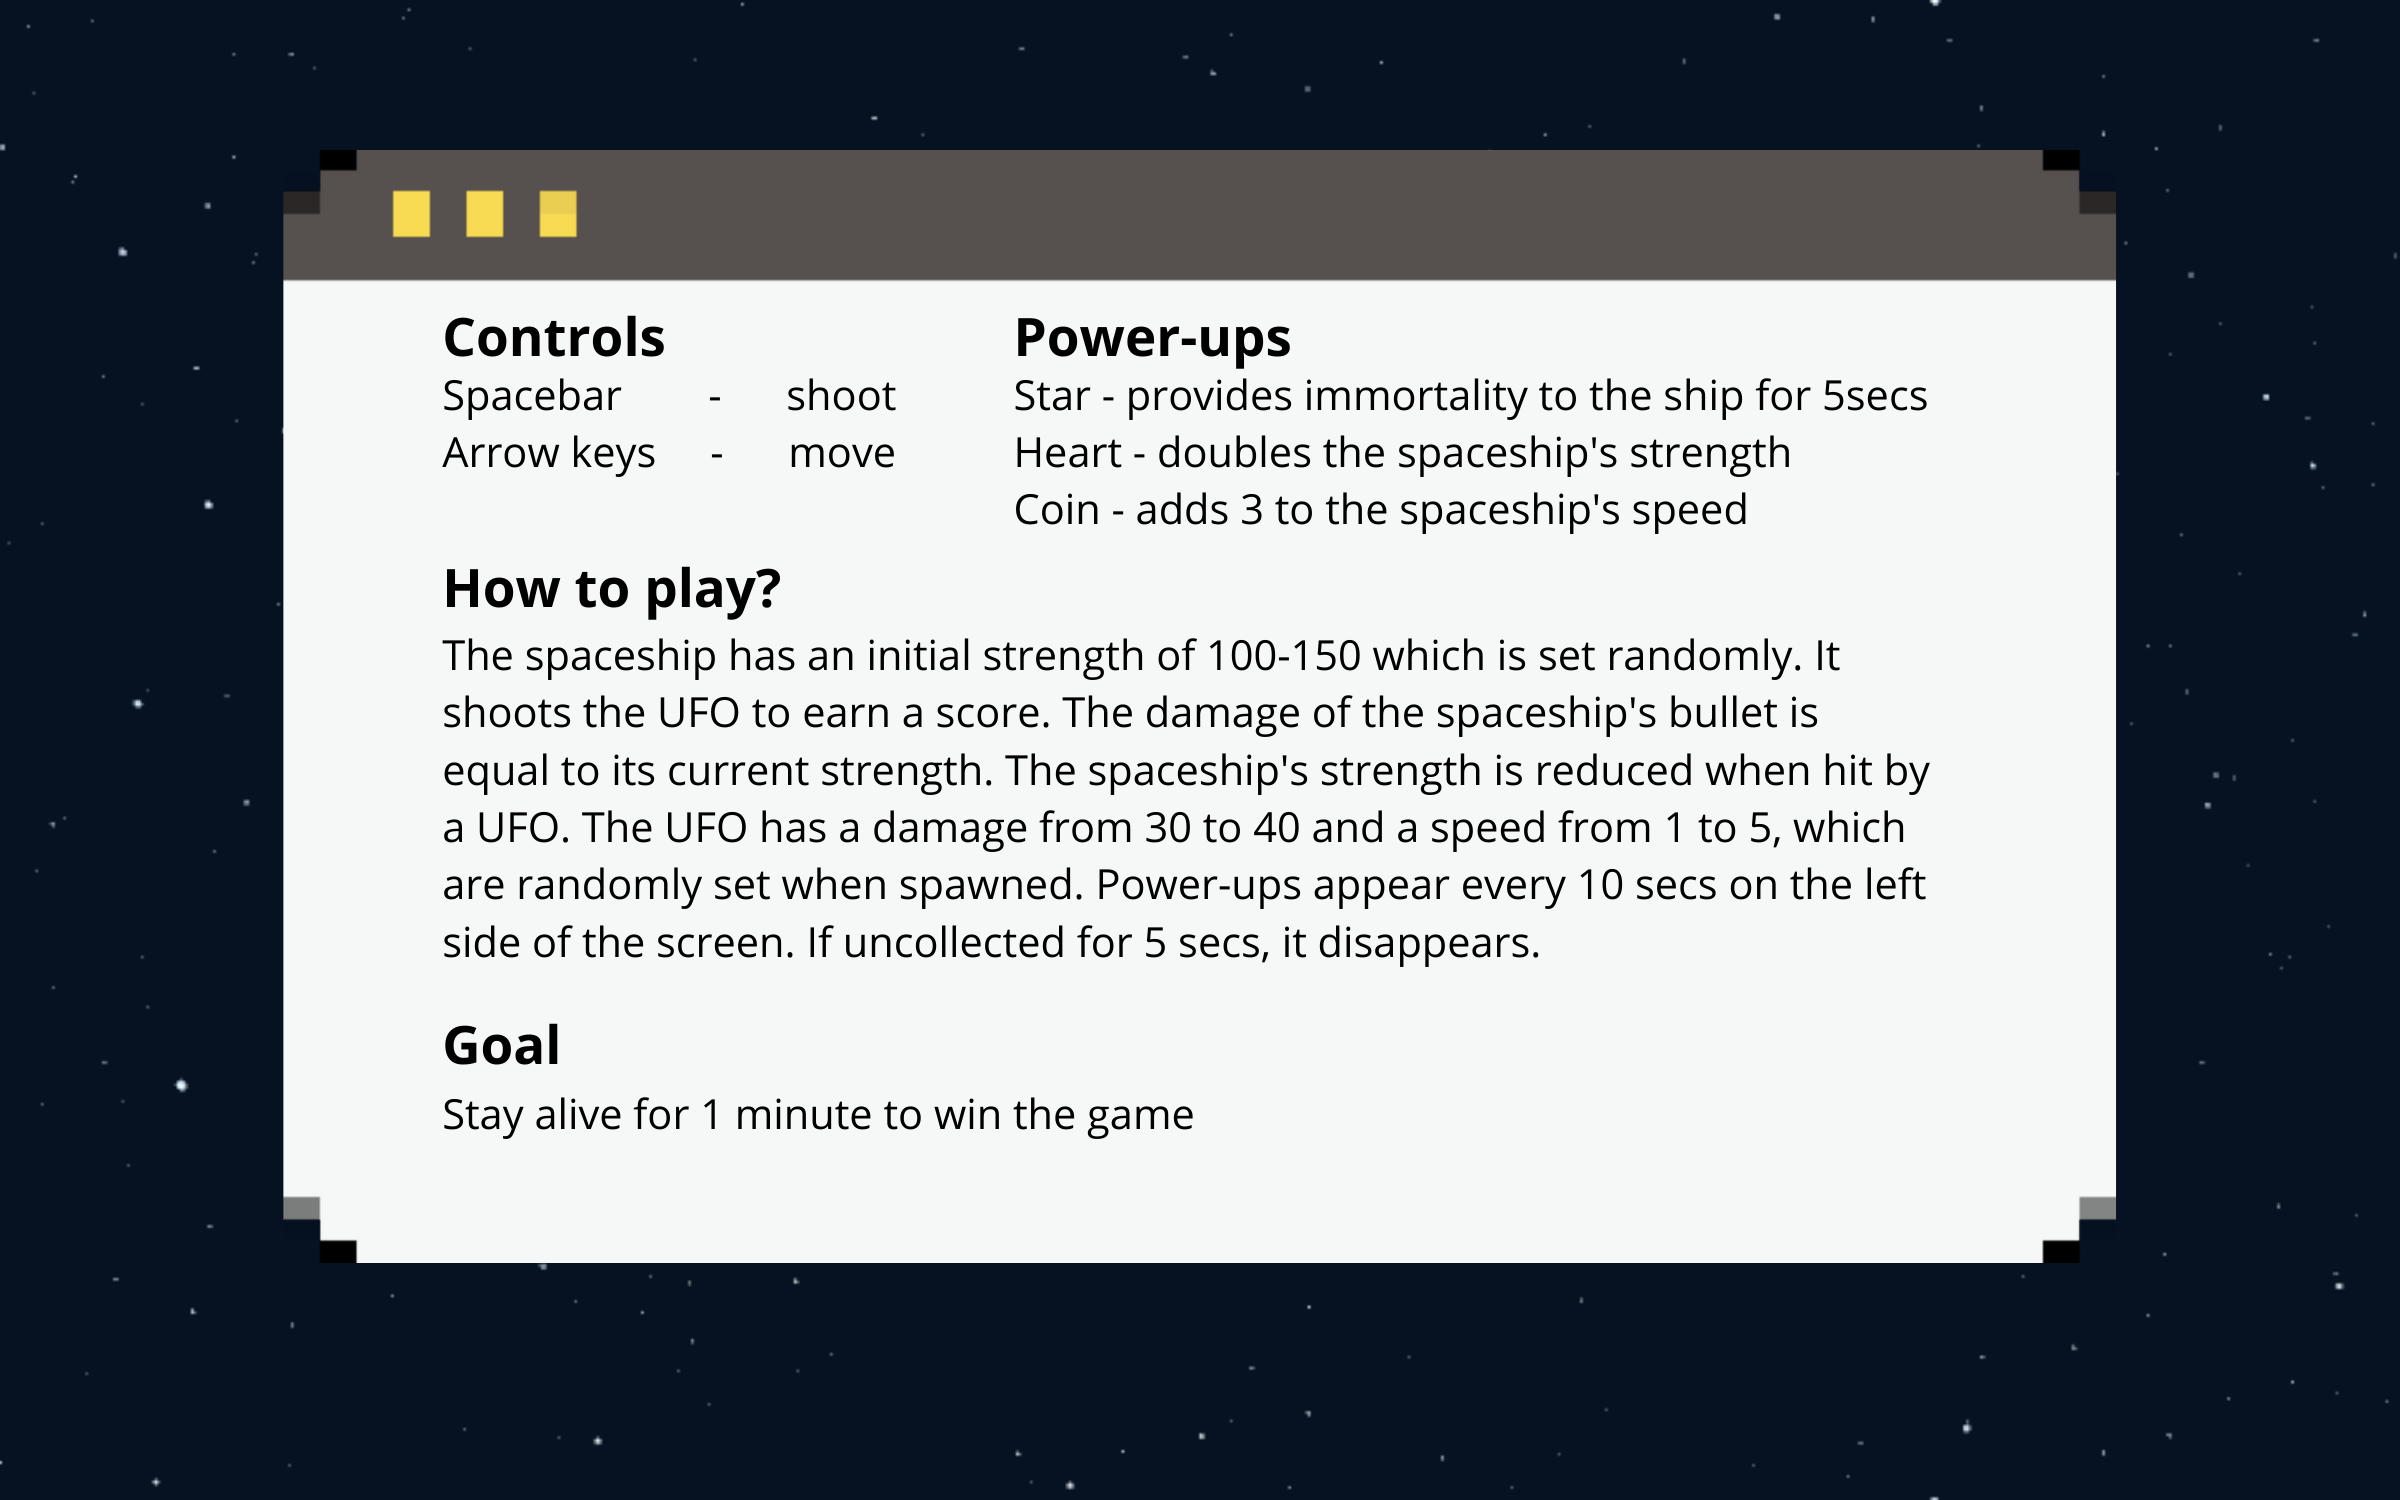 Controls
Spacebar - shoot
Arrow keys - move
Power-ups
Star - provides immortality to the ship for 5secs
Heart - doubles the spaceship's strength
Coin - adds 3 to the spaceship's speed
How to play?
The spaceship has an initial strength of 100-150 which is set randomly. It
shoots the UFO to earn a score. The damage of the spaceship's bullet is
equal to its current strength. The spaceship's strength is reduced when hit by
a UFO. The UFO has a damage from 30 to 40 and a speed from 1 to 5, which
are randomly set when spawned. Power-ups appear every 10 secs on the left
side of the screen. If uncollected for 5 secs, it disappears.
Goal
Stay alive for 1 minute to win the game